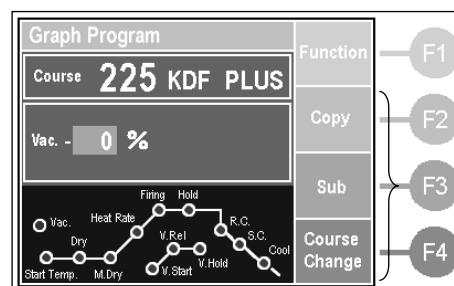 Graph Program
Function
F1
Course 225 KDF PLUS
Copy
F2
Vac. - 0 %
Sub
F3
Firing Hold
Vac.
Heat Rate
R.C.
Dry
V.Rel
S.C.
Course Change
F4
Cool
V.Hold
Start Temp.
M.Dry
V.Start